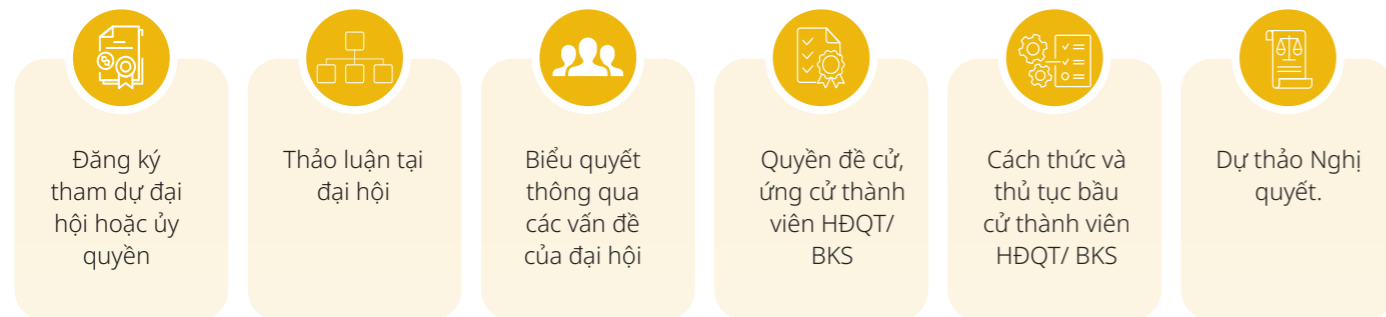 Đăng ký
tham dự đại
hội hoặc ủy
quyền
Thảo luận tại
đại hội
Biểu quyết
thông qua
các vấn đề
của đại hội
Quyền đề cử,
ứng cử thành
viên HĐQT/
BKS
Cách thức và
thủ tục bầu
cử thành viên
HĐQT/ BKS
Dự thảo Nghị
quyết.